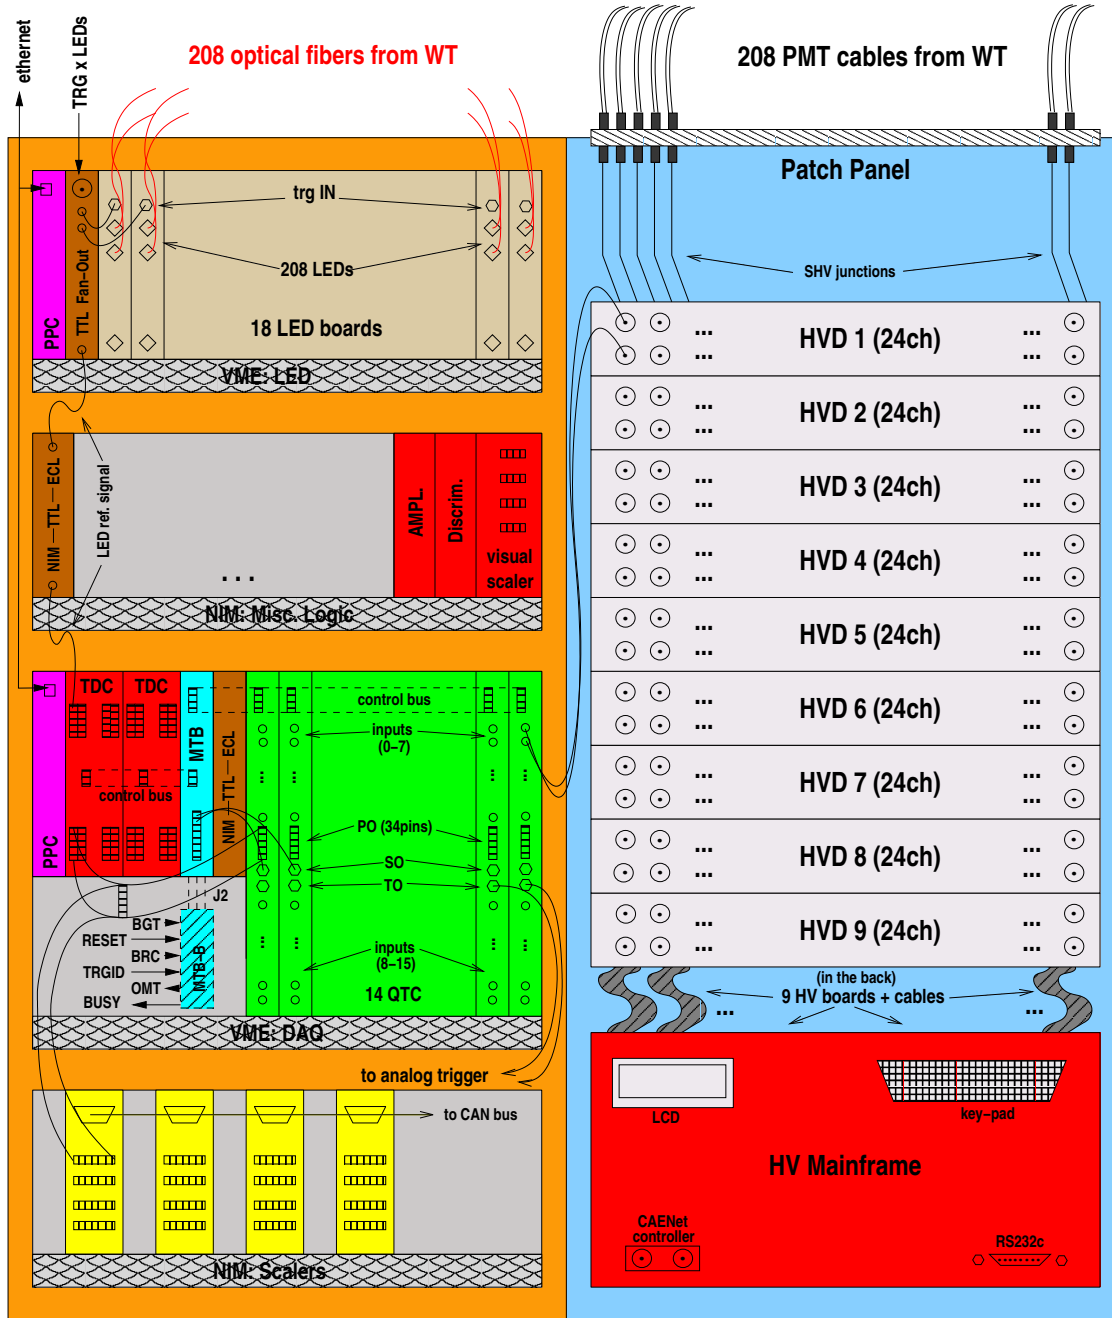 ethernet
TRG x LEDs
208 optical fibers from WT
208 PMT cables from WT
Patch Panel
trg IN
208 LEDs
18 LED boards
PPC
TTL Fan-Out
VME: LED
SHV junctions
HVD 1 (24ch)
HVD 2 (24ch)
HVD 3 (24ch)
HVD 4 (24ch)
HVD 5 (24ch)
HVD 6 (24ch)
HVD 7 (24ch)
HVD 8 (24ch)
HVD 9 (24ch)
... 
NIM — TTL — ECL
LED ref. signal
...
AMPL.
Discrim.
visual
scaler
NIM: Misc. Logic
TDC
TDC
MTB
NIM — TTL — ECL
PPC
control bus
control bus
inputs
(0-7)
...
PO (34pins)
SO
TO
inputs
(8-15)
...
14 QTC
J2
BGT
RESET
BRC
TRGID
OMT
BUSY
MTB-B
VME: DAQ
to analog trigger
to CAN bus
NIM: Scalers
(in the back)
9 HV boards + cables
...
LCD
key-pad
HV Mainframe
CAENet
controller
RS232c